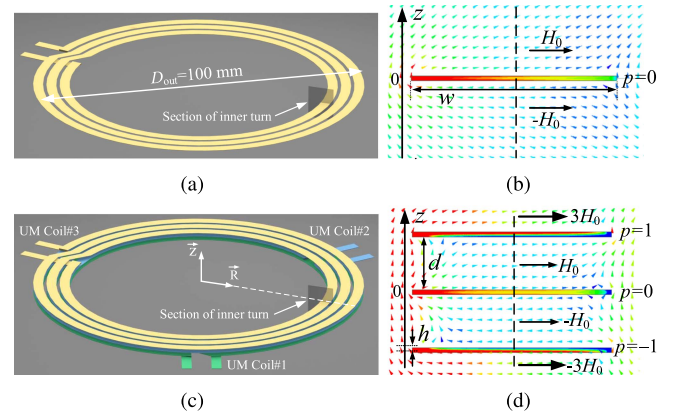 D_out=100 mm
Section of inner turn
(a)
z
H_0
0
p=0
w
-H_0
(b)
UM Coil#3
UM Coil#2
Z
R
Section of inner turn
UM Coil#1
(c)
z
3H_0
p=1
d
H_0
0
p=0
h
-H_0
p=-1
-3H_0
(d)